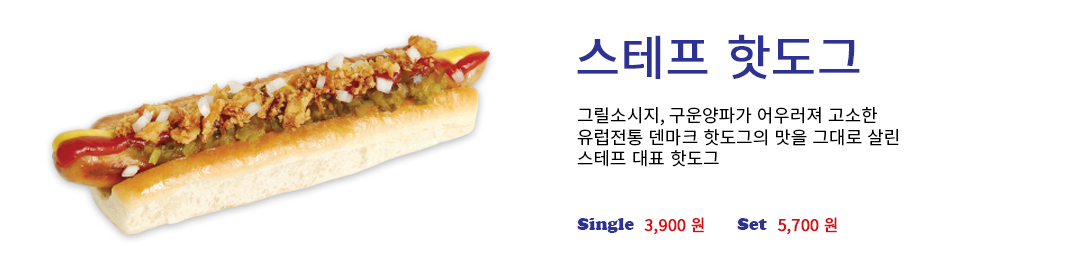 스테프 핫도그
그릴소시지, 구운양파가 어우러져 고소한
유럽전통 덴마크 핫도그의 맛을 그대로 살린
스테프 대표 핫도그
Single 3,900 원 Set 5,700 원